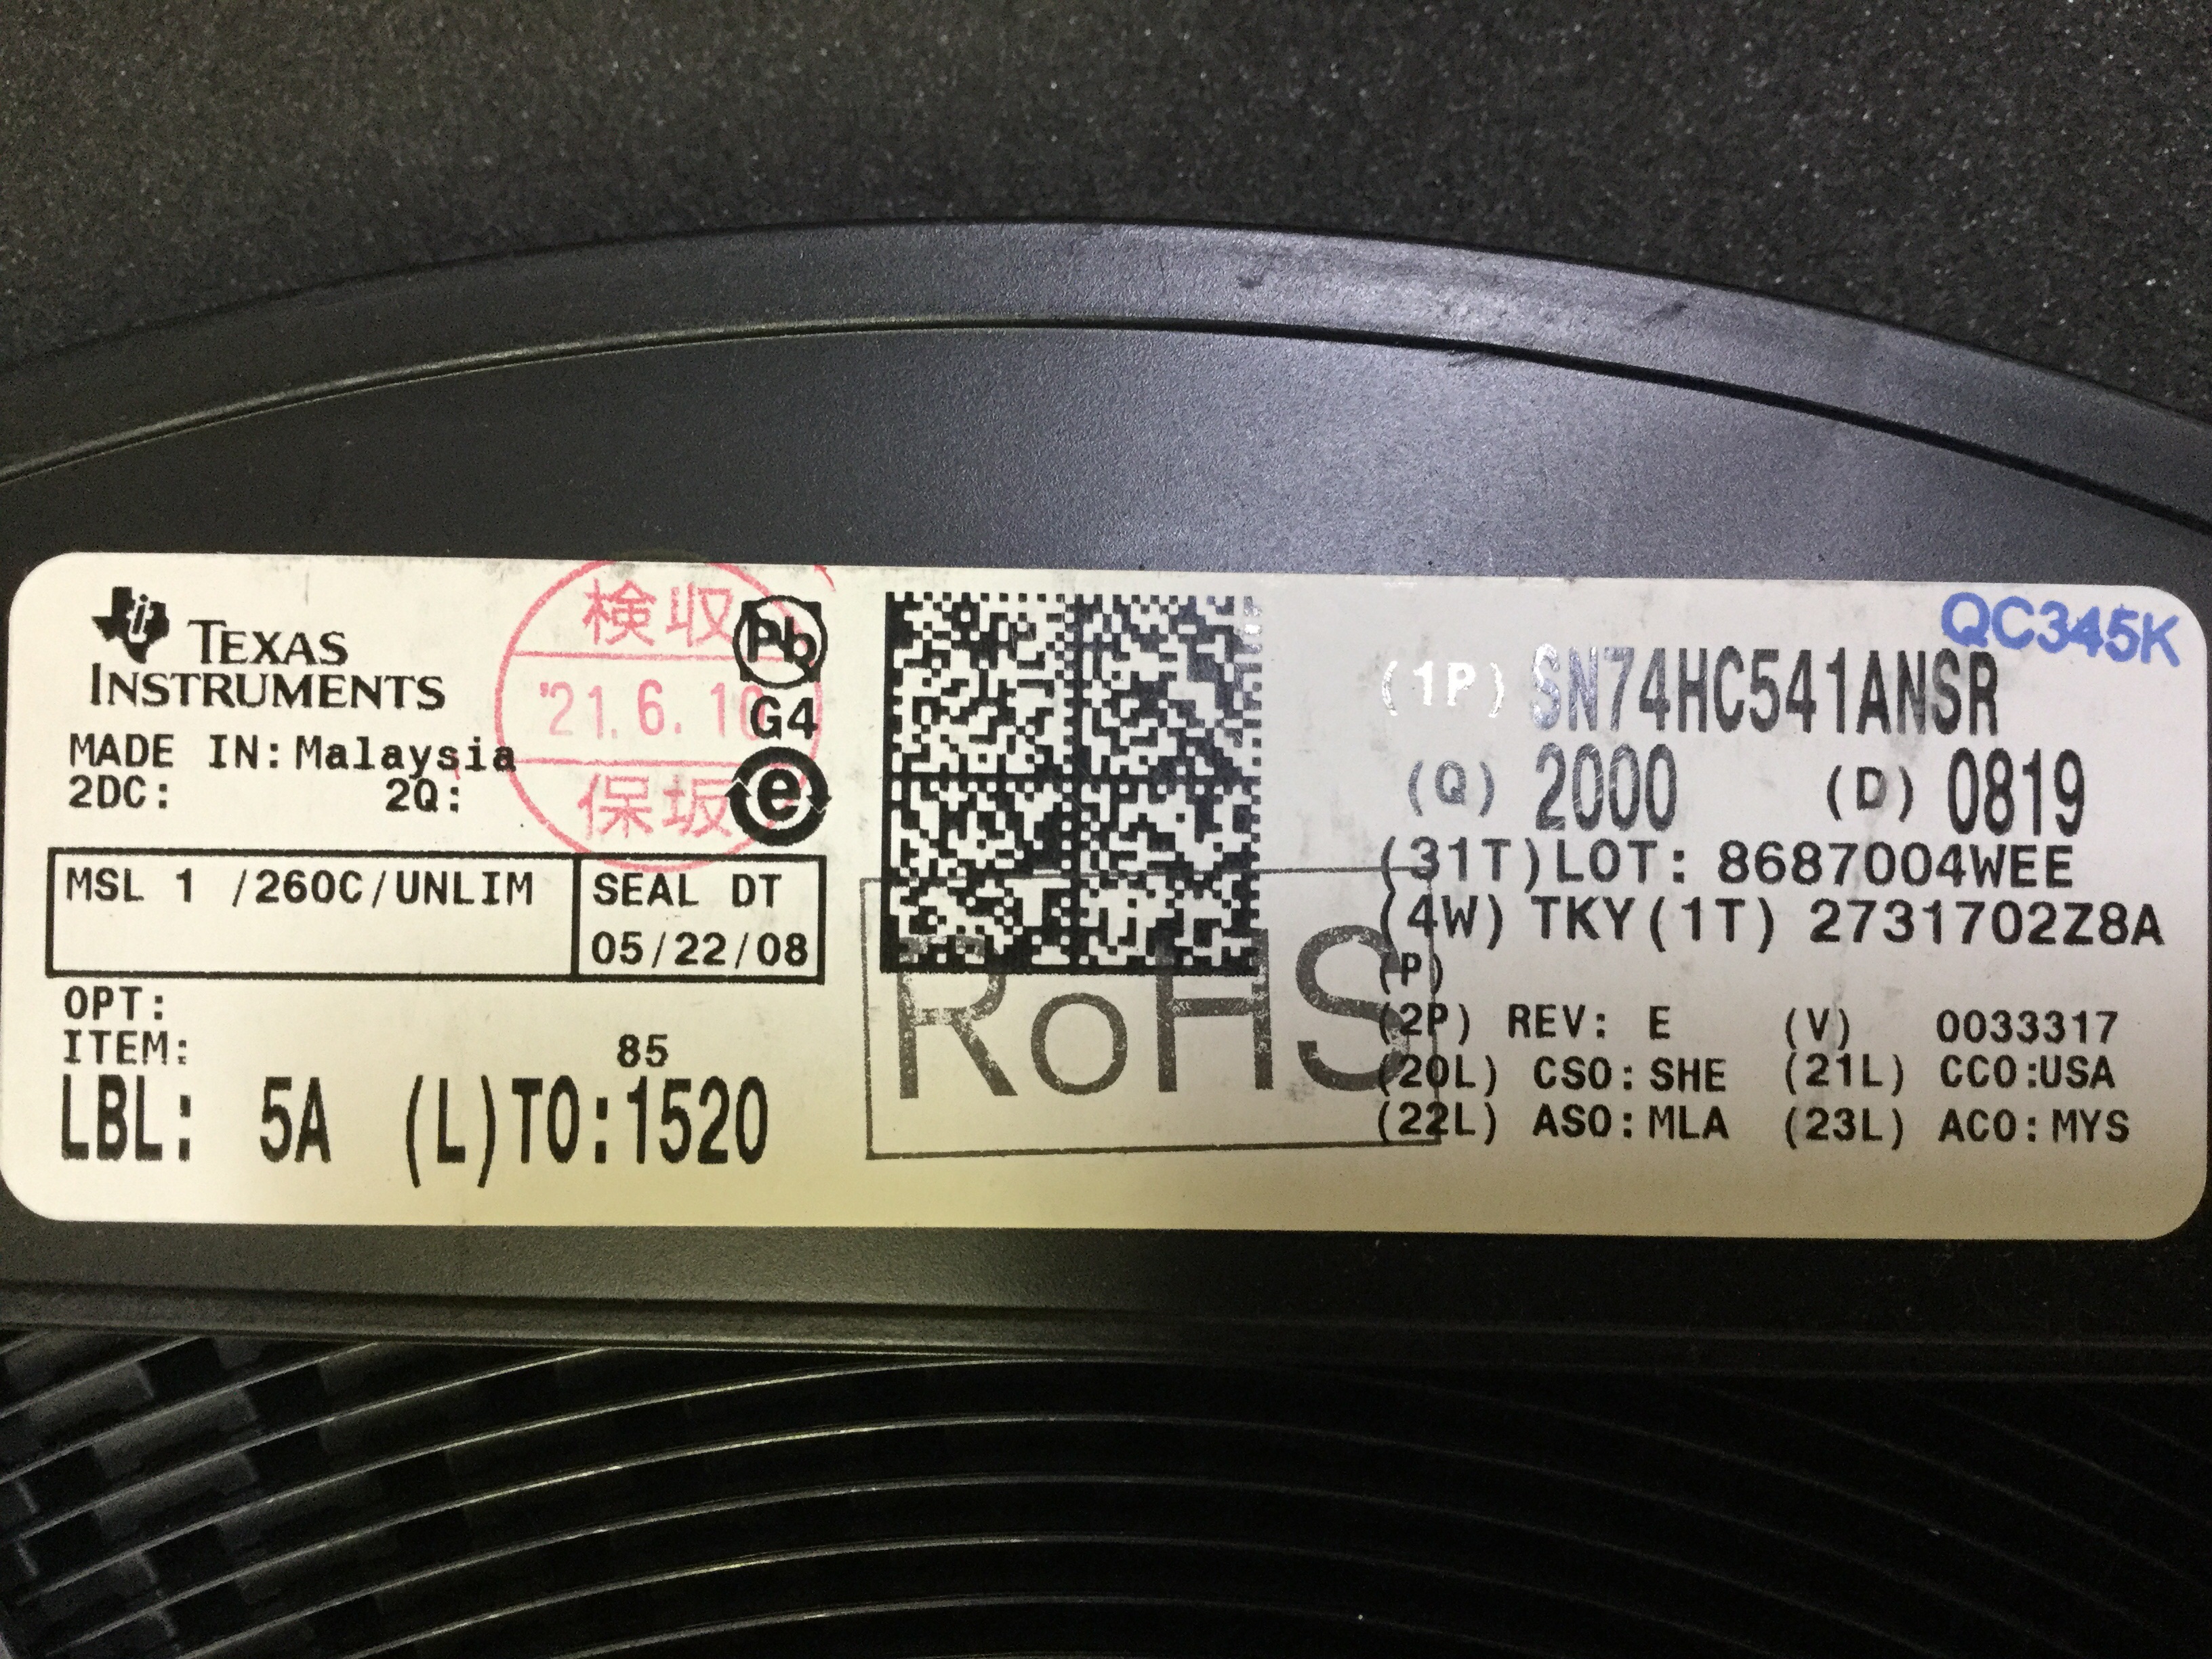 TEXAS
INSTRUMENTS
MADE IN:Malaysia
2DC: 2Q:
検収
'21.6.10
保坂
Pb
G4
e
MSL 1 /260C/UNLIM
SEAL DT
05/22/08
OPT:
ITEM:
85
LBL: 5A (L)TO:1520
RoHS
QC345K
(1P) SN74HC541ANSR
(Q) 2000 (D) 0819
(31T)LOT: 8687004WEE
(4W) TKY(1T) 2731702Z8A
(P)
(2P) REV: E (V) 0033317
(20L) CSO:SHE (21L) CCO:USA
(22L) ASO:MLA (23L) ACO:MYS